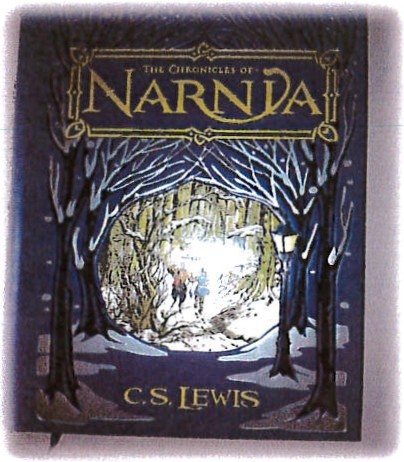 THE CHRONICLES OF
NARNIA
C.S. LEWIS